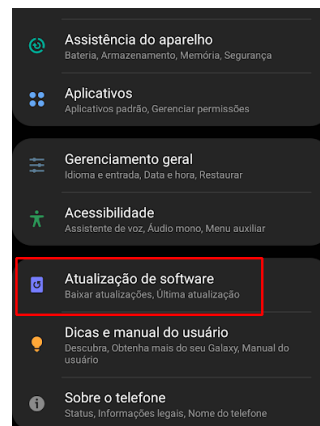 Assistência do aparelho
Bateria, Armazenamento, Memória, Segurança
Aplicativos
Aplicativos padrão, Gerenciar permissões
Gerenciamento geral
Idioma e entrada, Data e hora, Restaurar
Acessibilidade
Assistente de voz, Áudio mono, Menu auxiliar
Atualização de software
Baixar atualizações, Última atualização
Dicas e manual do usuário
Descubra, Obtenha mais do seu Galaxy, Manual do
usuário
Sobre o telefone
Status, Informações legais, Nome do telefone